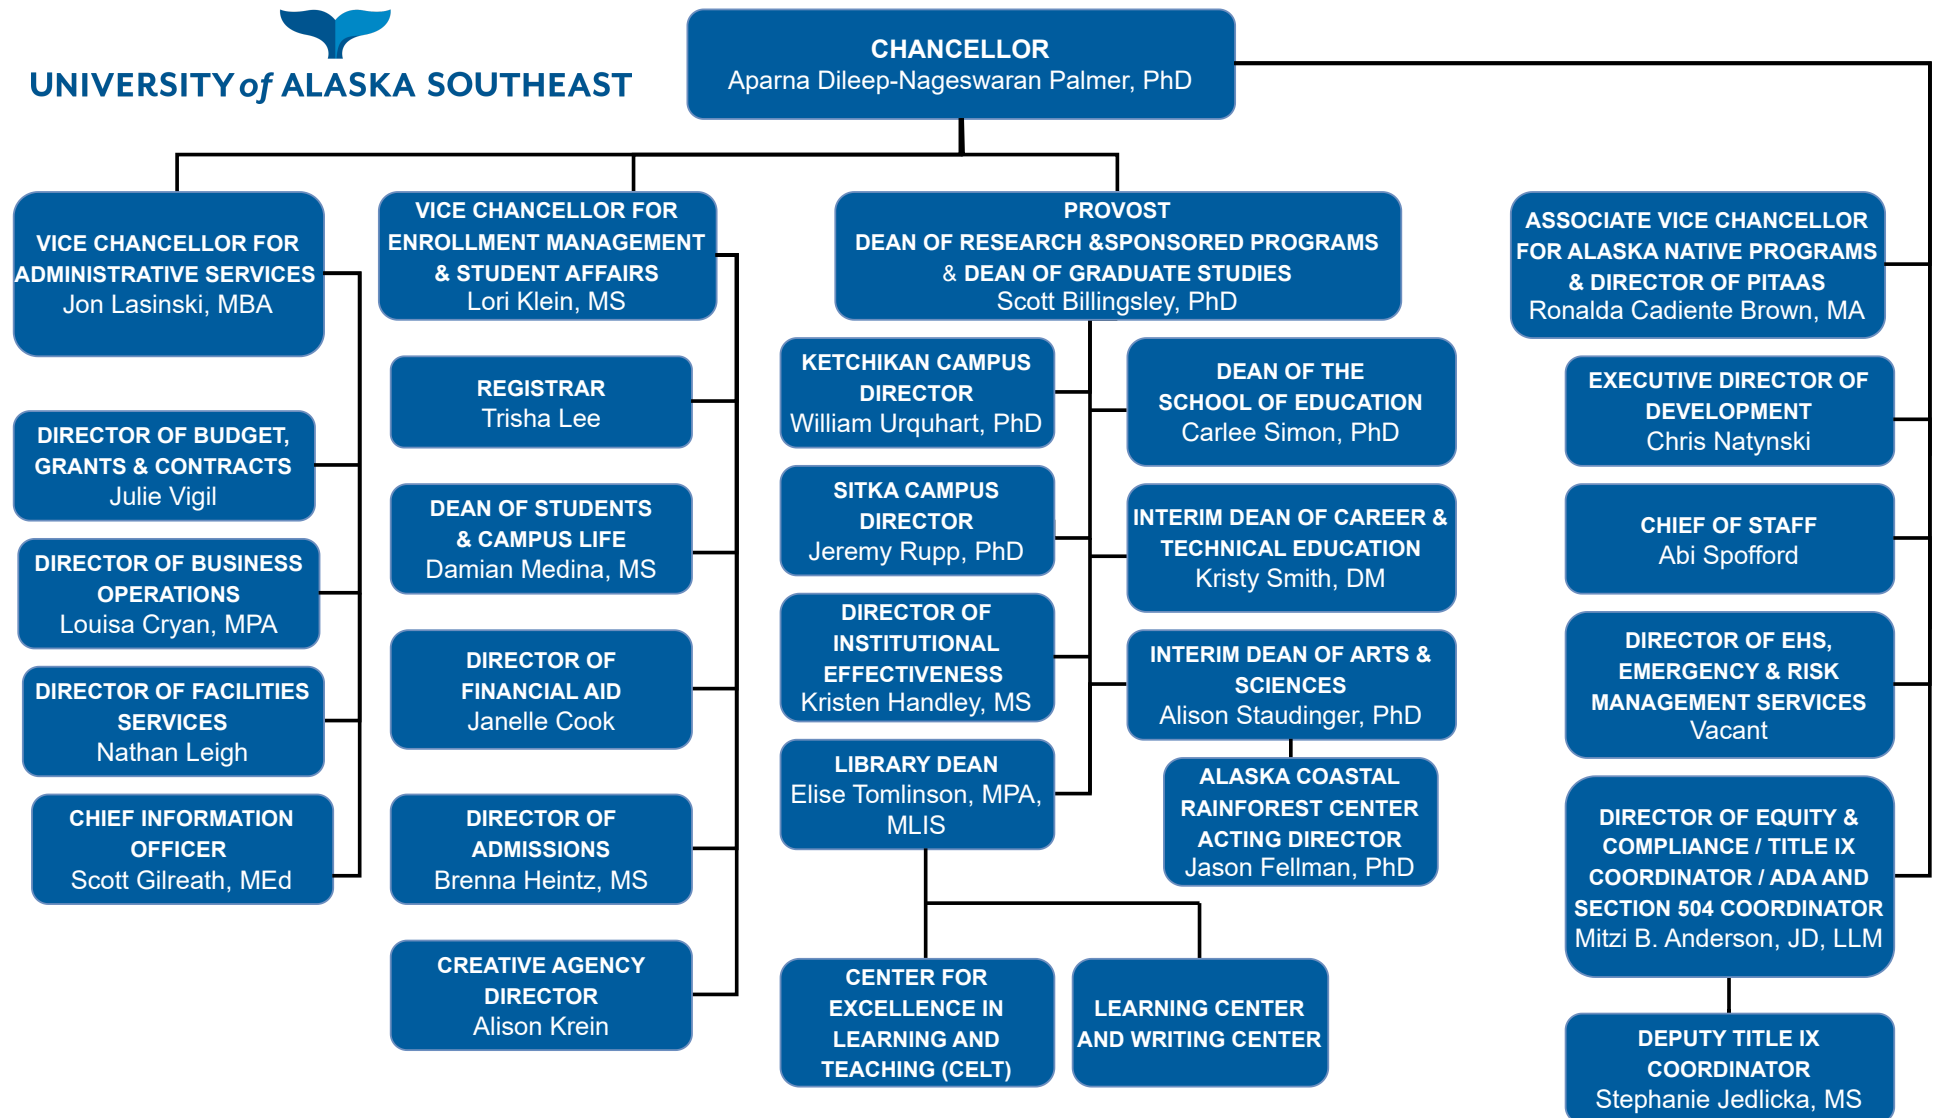 UNIVERSITY of ALASKA SOUTHEAST
CHANCELLOR
Aparna Dileep-Nageswaran Palmer, PhD
VICE CHANCELLOR FOR
ADMINISTRATIVE SERVICES
Jon Lasinski, MBA
DIRECTOR OF BUDGET,
GRANTS & CONTRACTS
Julie Vigil
DIRECTOR OF BUSINESS
OPERATIONS
Louisa Cryan, MPA
DIRECTOR OF FACILITIES
SERVICES
Nathan Leigh
CHIEF INFORMATION
OFFICER
Scott Gilreath, MEd
VICE CHANCELLOR FOR
ENROLLMENT MANAGEMENT
& STUDENT AFFAIRS
Lori Klein, MS
REGISTRAR
Trisha Lee
DEAN OF STUDENTS
& CAMPUS LIFE
Damian Medina, MS
DIRECTOR OF
FINANCIAL AID
Janelle Cook
DIRECTOR OF
ADMISSIONS
Brenna Heintz, MS
CREATIVE AGENCY
DIRECTOR
Alison Krein
PROVOST
DEAN OF RESEARCH &SPONSORED PROGRAMS
& DEAN OF GRADUATE STUDIES
Scott Billingsley, PhD
KETCHIKAN CAMPUS
DIRECTOR
William Urquhart, PhD
SITKA CAMPUS
DIRECTOR
Jeremy Rupp, PhD
DIRECTOR OF
INSTITUTIONAL
EFFECTIVENESS
Kristen Handley, MS
LIBRARY DEAN
Elise Tomlinson, MPA,
MLIS
CENTER FOR
EXCELLENCE IN
LEARNING AND
TEACHING (CELT)
LEARNING CENTER
AND WRITING CENTER
DEAN OF THE
SCHOOL OF EDUCATION
Carlee Simon, PhD
INTERIM DEAN OF CAREER &
TECHNICAL EDUCATION
Kristy Smith, DM
INTERIM DEAN OF ARTS &
SCIENCES
Alison Staudinger, PhD
ALASKA COASTAL
RAINFOREST CENTER
ACTING DIRECTOR
Jason Fellman, PhD
ASSOCIATE VICE CHANCELLOR
FOR ALASKA NATIVE PROGRAMS
& DIRECTOR OF PITAAS
Ronalda Cadiente Brown, MA
EXECUTIVE DIRECTOR OF
DEVELOPMENT
Chris Natynski
CHIEF OF STAFF
Abi Spofford
DIRECTOR OF EHS,
EMERGENCY & RISK
MANAGEMENT SERVICES
Vacant
DIRECTOR OF EQUITY &
COMPLIANCE / TITLE IX
COORDINATOR / ADA AND
SECTION 504 COORDINATOR
Mitzi B. Anderson, JD, LLM
DEPUTY TITLE IX
COORDINATOR
Stephanie Jedlicka, MS